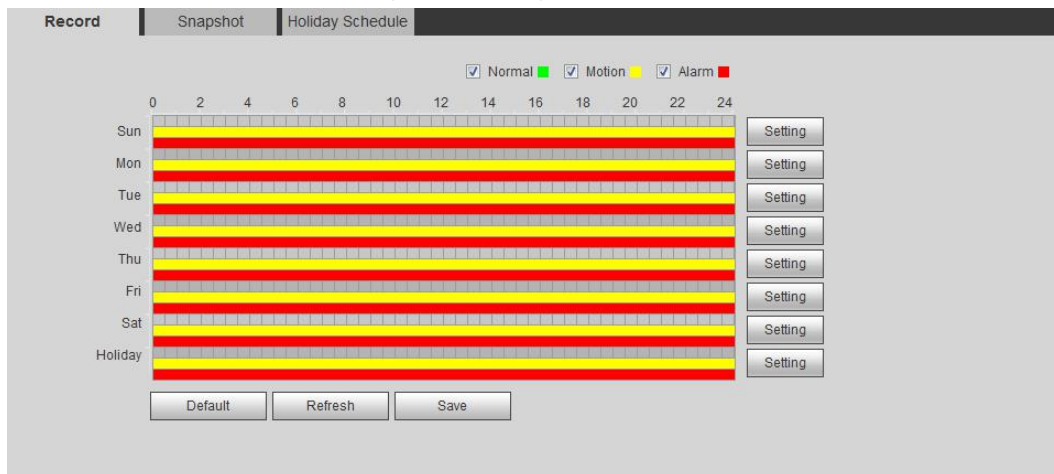 Record Snapshot Holiday Schedule
Normal Motion Alarm
0 2 4 6 8 10 12 14 16 18 20 22 24
Sun Setting
Mon Setting
Tue Setting
Wed Setting
Thu Setting
Fri Setting
Sat Setting
Holiday Setting
Default Refresh Save